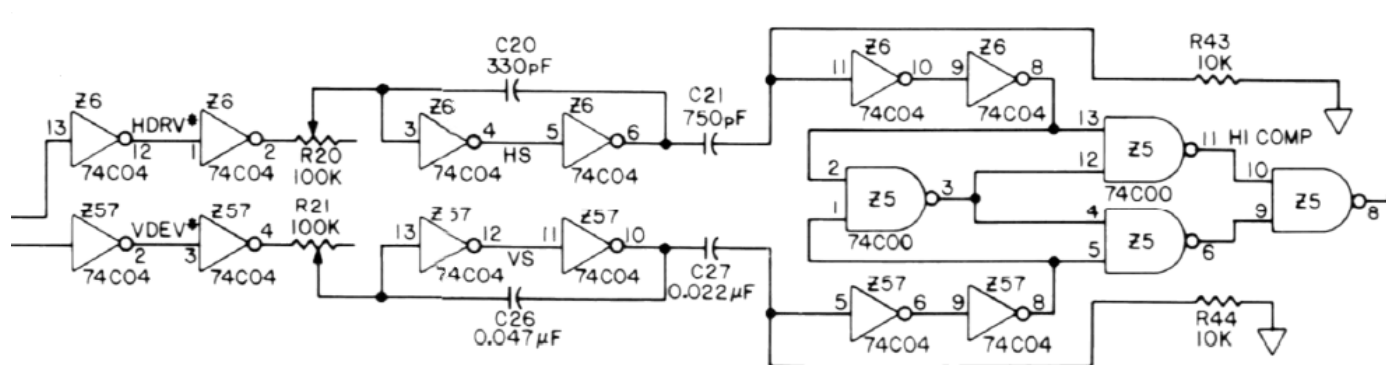 C20
330pF
R43
10K
Z6
Z6
11
10
9
8
C21
750pF
74C04
74C04
Z6
HDRV*
Z6
13
12
1
2
R20
100K
74C04
74C04
Z6
Z6
3
4
HS
5
6
74C04
74C04
13
12
Z5
11
HI COMP
74C00
2
1
Z5
3
74C00
10
9
Z5
8
R21
100K
Z57
VDEV*
Z57
2
3
4
74C04
74C04
Z57
Z57
13
12
VS
11
10
74C04
74C04
C27
0.022µF
4
5
Z5
6
C26
0.047µF
Z57
Z57
5
6
9
8
74C04
74C04
R44
10K